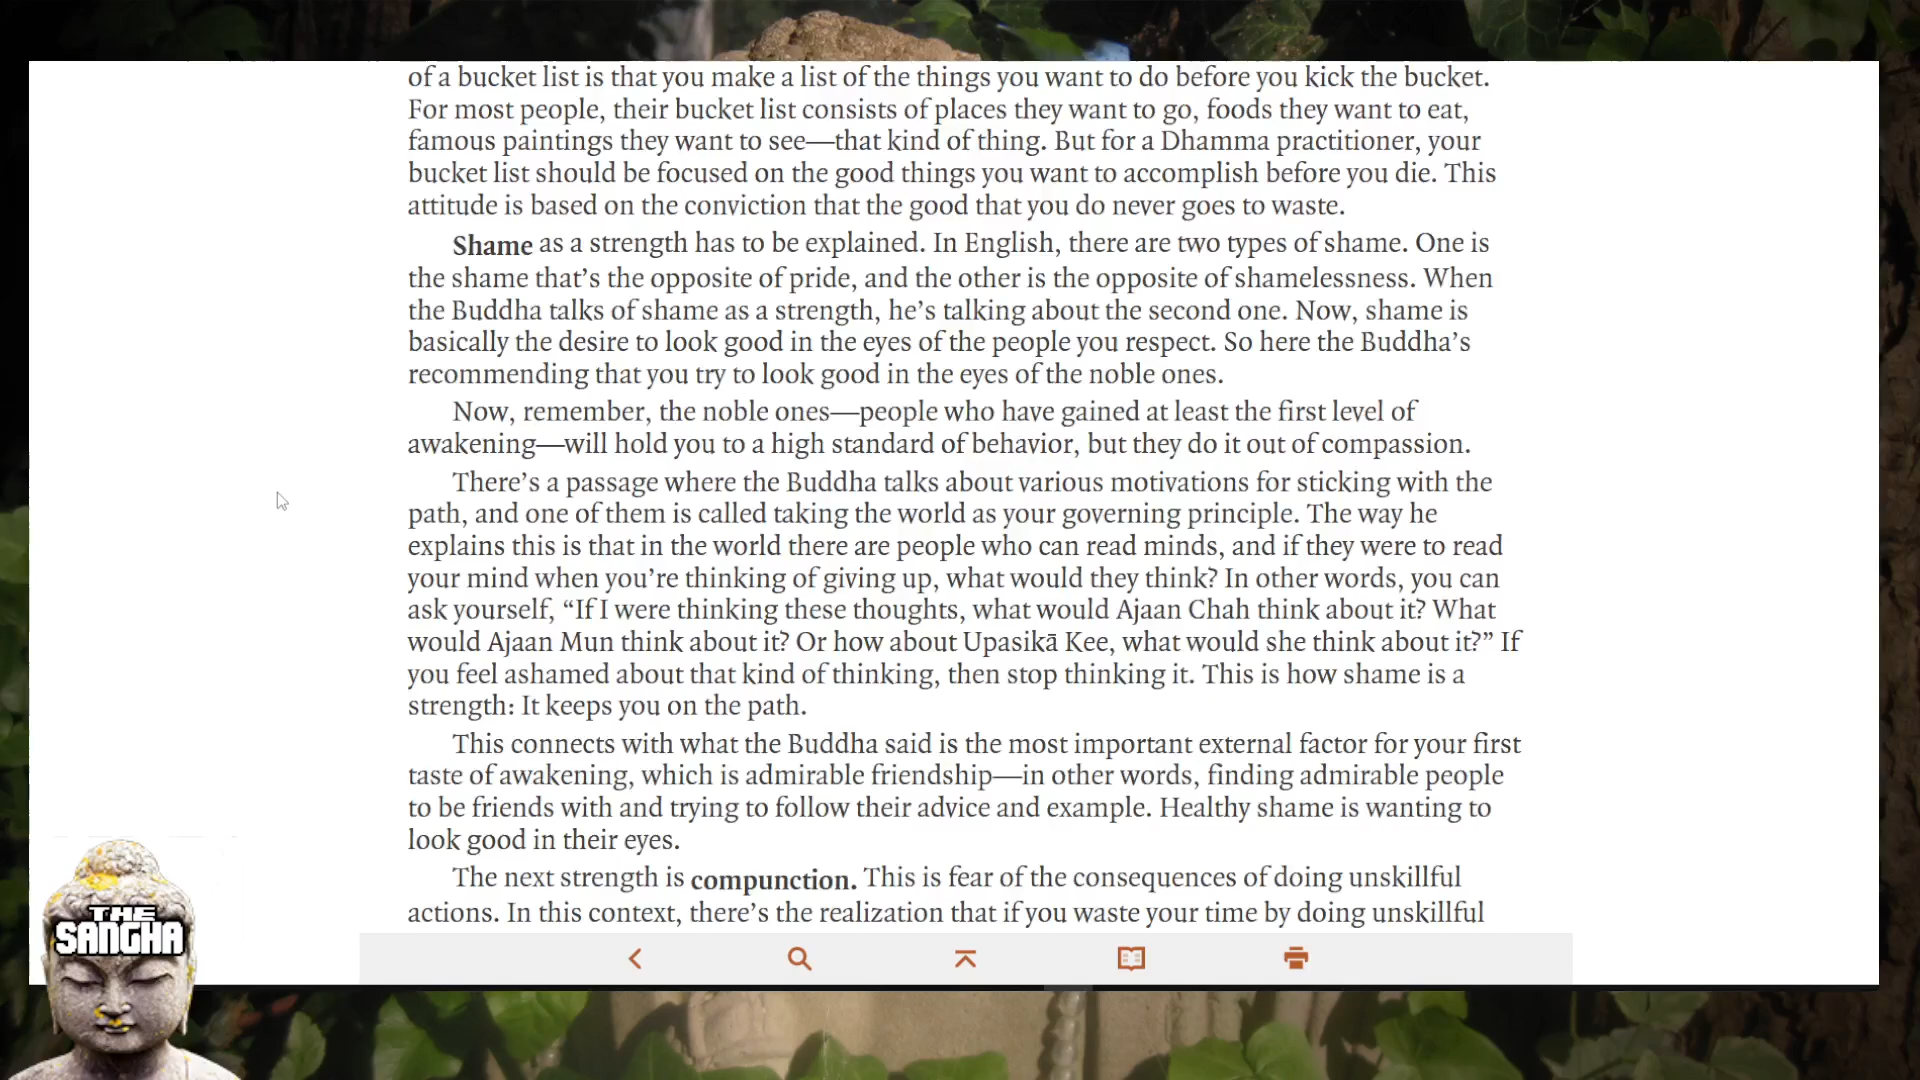 of a bucket list is that you make a list of the things you want to do before you kick the bucket.
For most people, their bucket list consists of places they want to go, foods they want to eat,
famous paintings they want to see—that kind of thing. But for a Dhamma practitioner, your
bucket list should be focused on the good things you want to accomplish before you die. This
attitude is based on the conviction that the good that you do never goes to waste.
Shame as a strength has to be explained. In English, there are two types of shame. One is
the shame that’s the opposite of pride, and the other is the opposite of shamelessness. When
the Buddha talks of shame as a strength, he’s talking about the second one. Now, shame is
basically the desire to look good in the eyes of the people you respect. So here the Buddha’s
recommending that you try to look good in the eyes of the noble ones.
Now, remember, the noble ones—people who have gained at least the first level of
awakening—will hold you to a high standard of behavior, but they do it out of compassion.
There’s a passage where the Buddha talks about various motivations for sticking with the
path, and one of them is called taking the world as your governing principle. The way he
explains this is that in the world there are people who can read minds, and if they were to read
your mind when you’re thinking of giving up, what would they think? In other words, you can
ask yourself, “If I were thinking these thoughts, what would Ajaan Chah think about it? What
would Ajaan Mun think about it? Or how about Upasikā Kee, what would she think about it?” If
you feel ashamed about that kind of thinking, then stop thinking it. This is how shame is a
strength: It keeps you on the path.
This connects with what the Buddha said is the most important external factor for your first
taste of awakening, which is admirable friendship—in other words, finding admirable people
to be friends with and trying to follow their advice and example. Healthy shame is wanting to
look good in their eyes.
The next strength is compunction. This is fear of the consequences of doing unskillful
actions. In this context, there’s the realization that if you waste your time by doing unskillful
THE
SANGHA